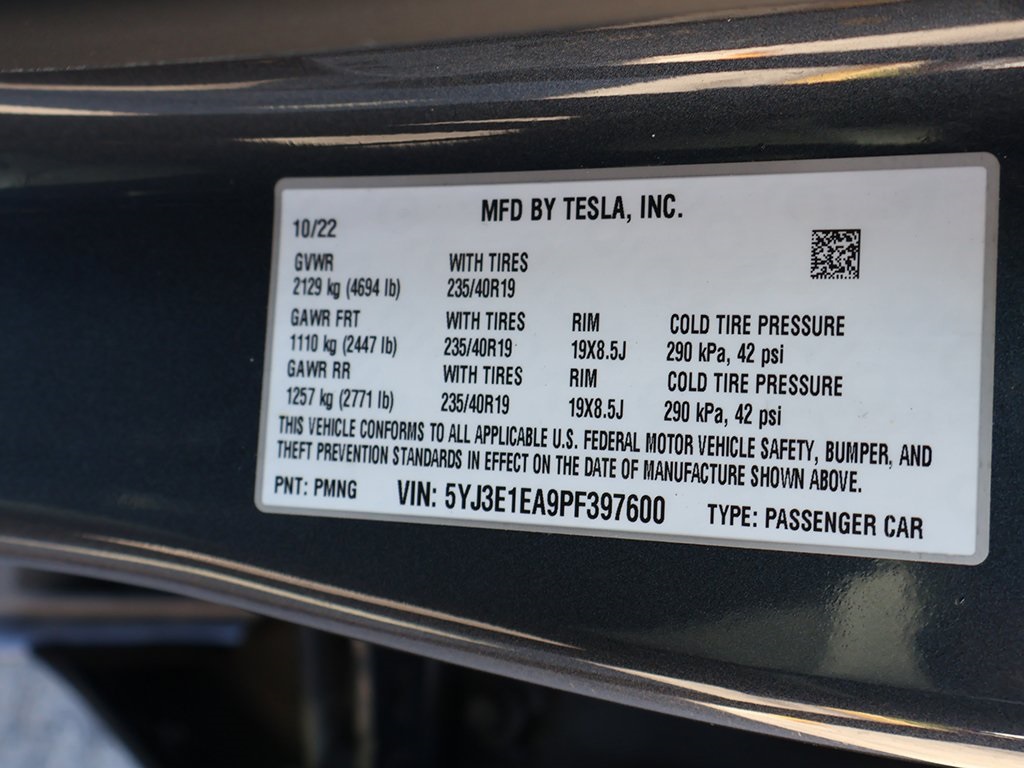 MFD BY TESLA, INC.
10/22
GVWR WITH TIRES
2129 kg (4694 lb) 235/40R19
GAWR FRT WITH TIRES RIM COLD TIRE PRESSURE
1110 kg (2447 lb) 235/40R19 19X8.5J 290 kPa, 42 psi
GAWR RR WITH TIRES RIM COLD TIRE PRESSURE
1257 kg (2771 lb) 235/40R19 19X8.5J 290 kPa, 42 psi
THIS VEHICLE CONFORMS TO ALL APPLICABLE U.S. FEDERAL MOTOR VEHICLE SAFETY, BUMPER, AND
THEFT PREVENTION STANDARDS IN EFFECT ON THE DATE OF MANUFACTURE SHOWN ABOVE.
PNT: PMNG VIN: 5YJ3E1EA9PF397600 TYPE: PASSENGER CAR